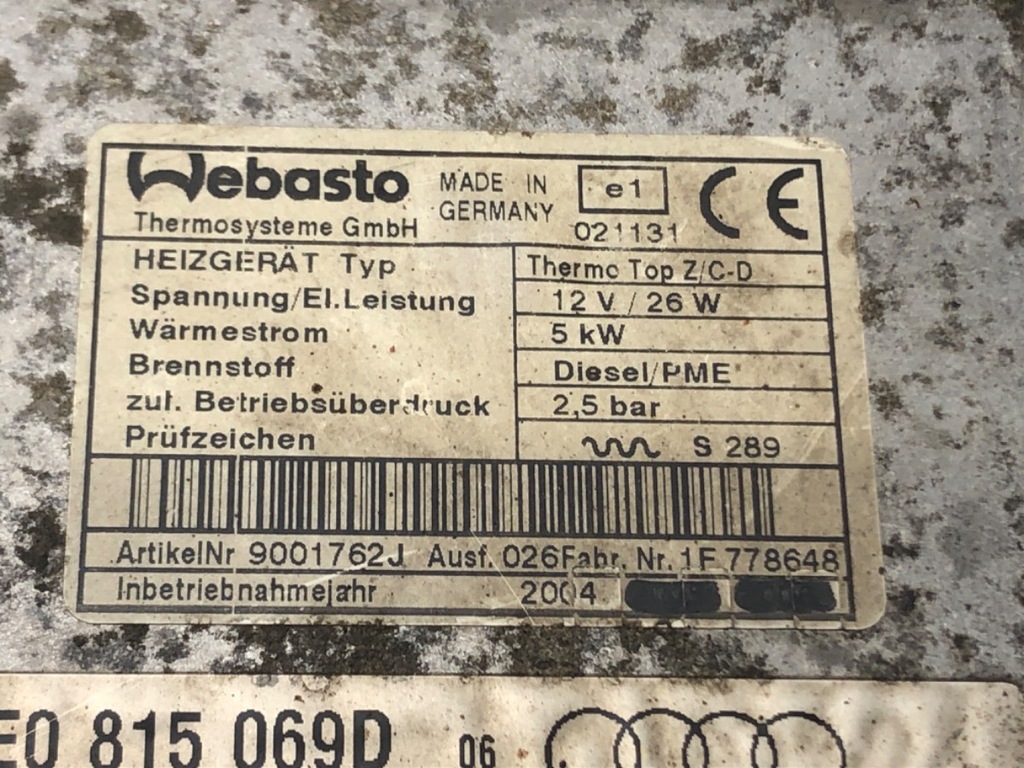 Webasto MADE IN GERMANY e1 CE
Thermosysteme GmbH 021131
HEIZGERÄT Typ Thermo Top Z/C-D
Spannung/El.Leistung 12 V / 26 W
Wärmestrom 5 kW
Brennstoff Diesel/PME
zul. Betriebsüberdruck 2,5 bar
Prüfzeichen S 289
ArtikelNr 9001762J Ausf. 026 Fabr. Nr. 1F 778648
Inbetriebnahmejahr 2004
E0 815 069D 06